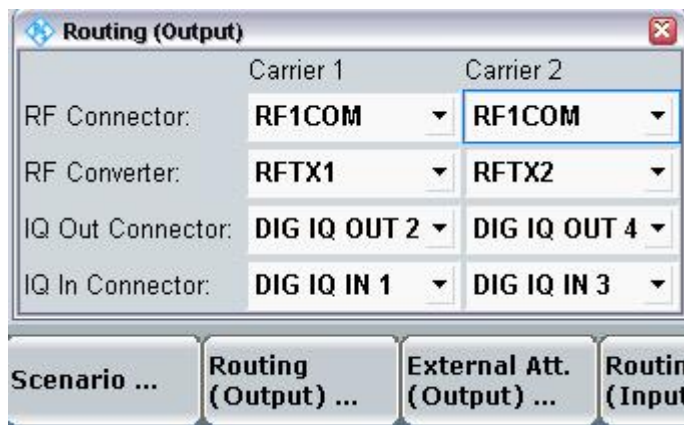 Routing (Output)
Carrier 1 Carrier 2
RF Connector: RF1COM RF1COM
RF Converter: RFTX1 RFTX2
IQ Out Connector: DIG IQ OUT 2 DIG IQ OUT 4
IQ In Connector: DIG IQ IN 1 DIG IQ IN 3
Scenario ...
Routing
(Output) ...
External Att.
(Output) ...
Routin
(Input